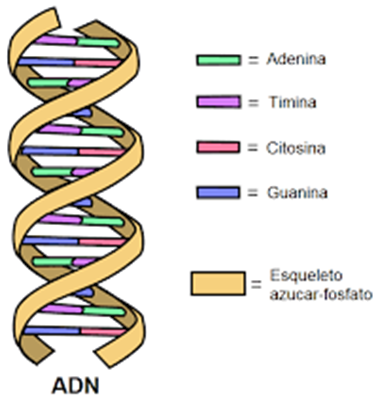 = Adenina
= Timina
= Citosina
= Guanina
= Esqueleto
azucar-fosfato
ADN